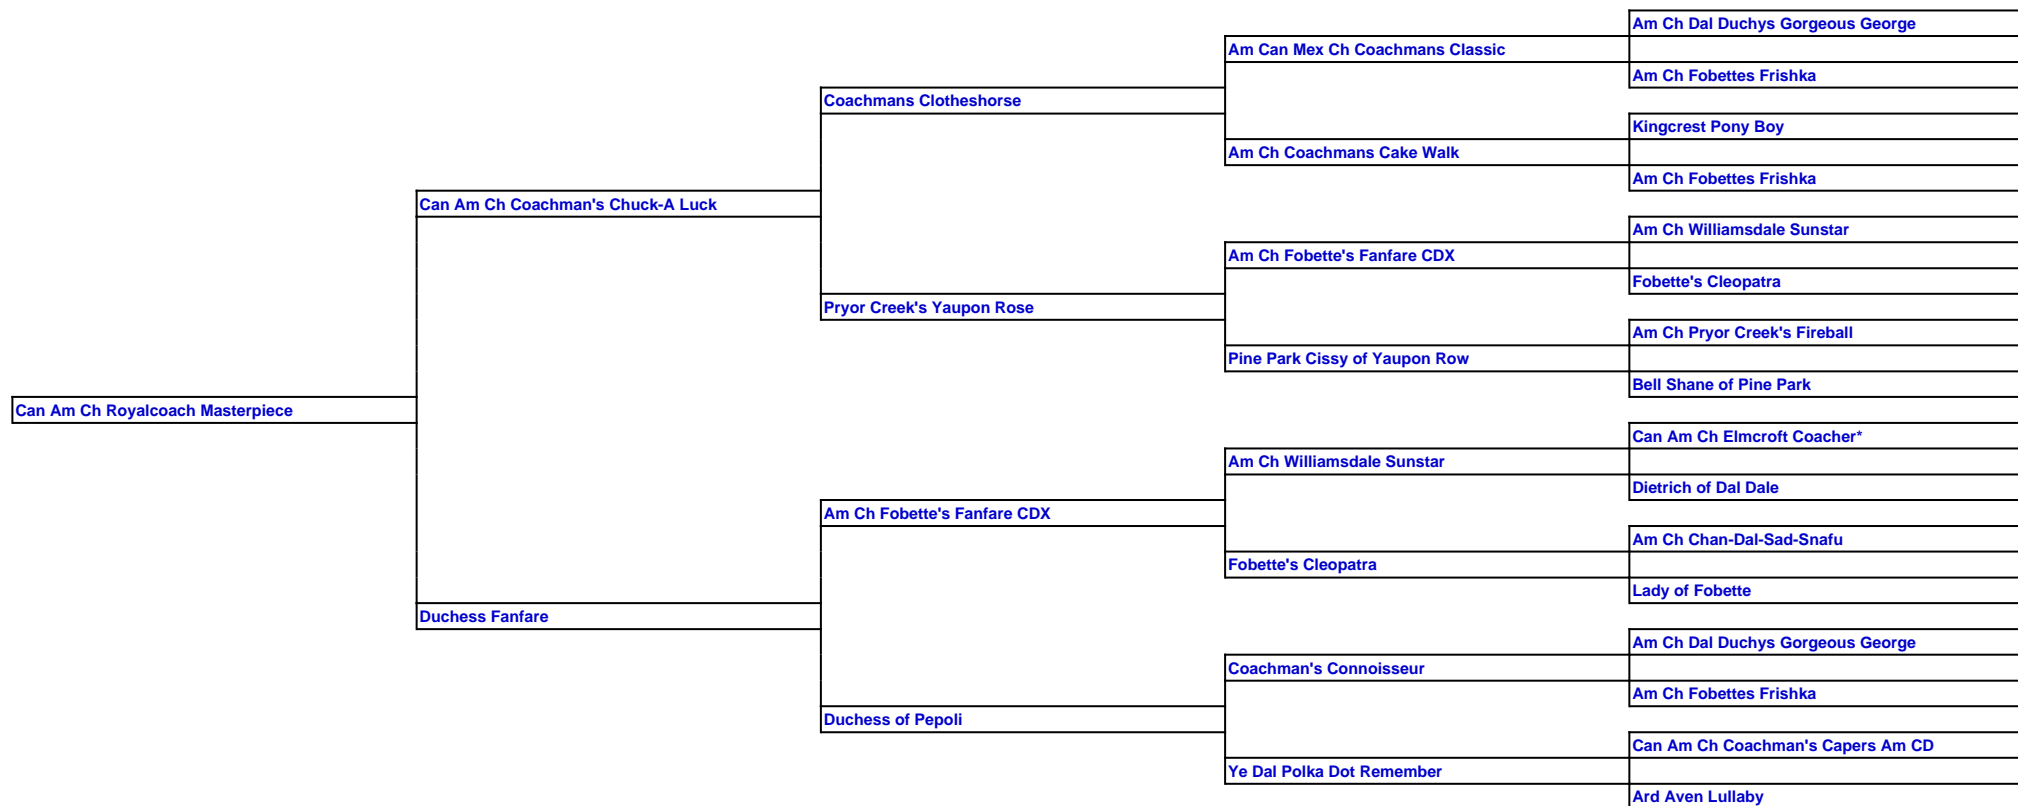 Am Ch Dal Duchys Gorgeous George
Am Can Mex Ch Coachmans Classic
Am Ch Fobettes Frishka
Coachmans Clotheshorse
Kingcrest Pony Boy
Am Ch Coachmans Cake Walk
Am Ch Fobettes Frishka
Can Am Ch Coachman's Chuck-A Luck
Am Ch Williamsdale Sunstar
Am Ch Fobette's Fanfare CDX
Fobette's Cleopatra
Pryor Creek's Yaupon Rose
Am Ch Pryor Creek's Fireball
Pine Park Cissy of Yaupon Row
Bell Shane of Pine Park
Can Am Ch Royalcoach Masterpiece
Can Am Ch Elmcroft Coacher*
Am Ch Williamsdale Sunstar
Dietrich of Dal Dale
Am Ch Fobette's Fanfare CDX
Am Ch Chan-Dal-Sad-Snafu
Fobette's Cleopatra
Lady of Fobette
Duchess Fanfare
Am Ch Dal Duchys Gorgeous George
Coachman's Connoisseur
Am Ch Fobettes Frishka
Duchess of Pepoli
Can Am Ch Coachman's Capers Am CD
Ye Dal Polka Dot Remember
Ard Aven Lullaby